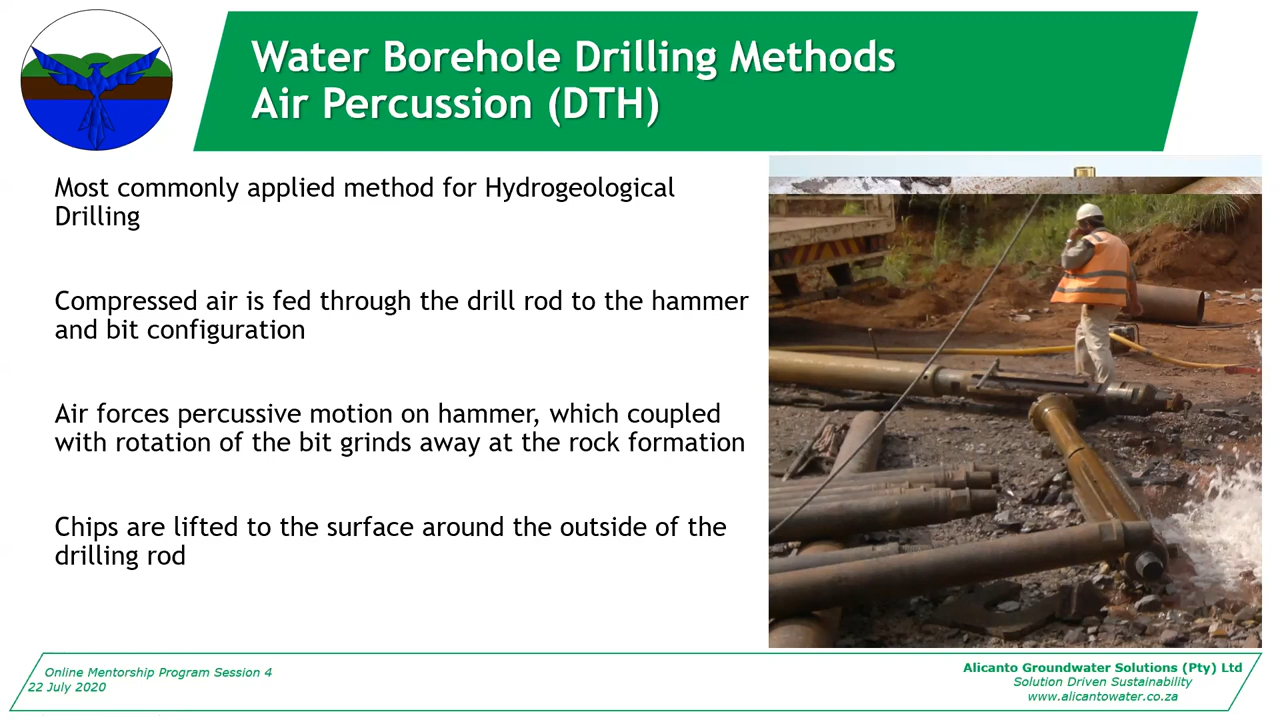 Water Borehole Drilling Methods
Air Percussion (DTH)
Most commonly applied method for Hydrogeological
Drilling
Compressed air is fed through the drill rod to the hammer
and bit configuration
Air forces percussive motion on hammer, which coupled
with rotation of the bit grinds away at the rock formation
Chips are lifted to the surface around the outside of the
drilling rod
Online Mentorship Program Session 4
22 July 2020
Alicanto Groundwater Solutions (Pty) Ltd
Solution Driven Sustainability
www.alicantowater.co.za